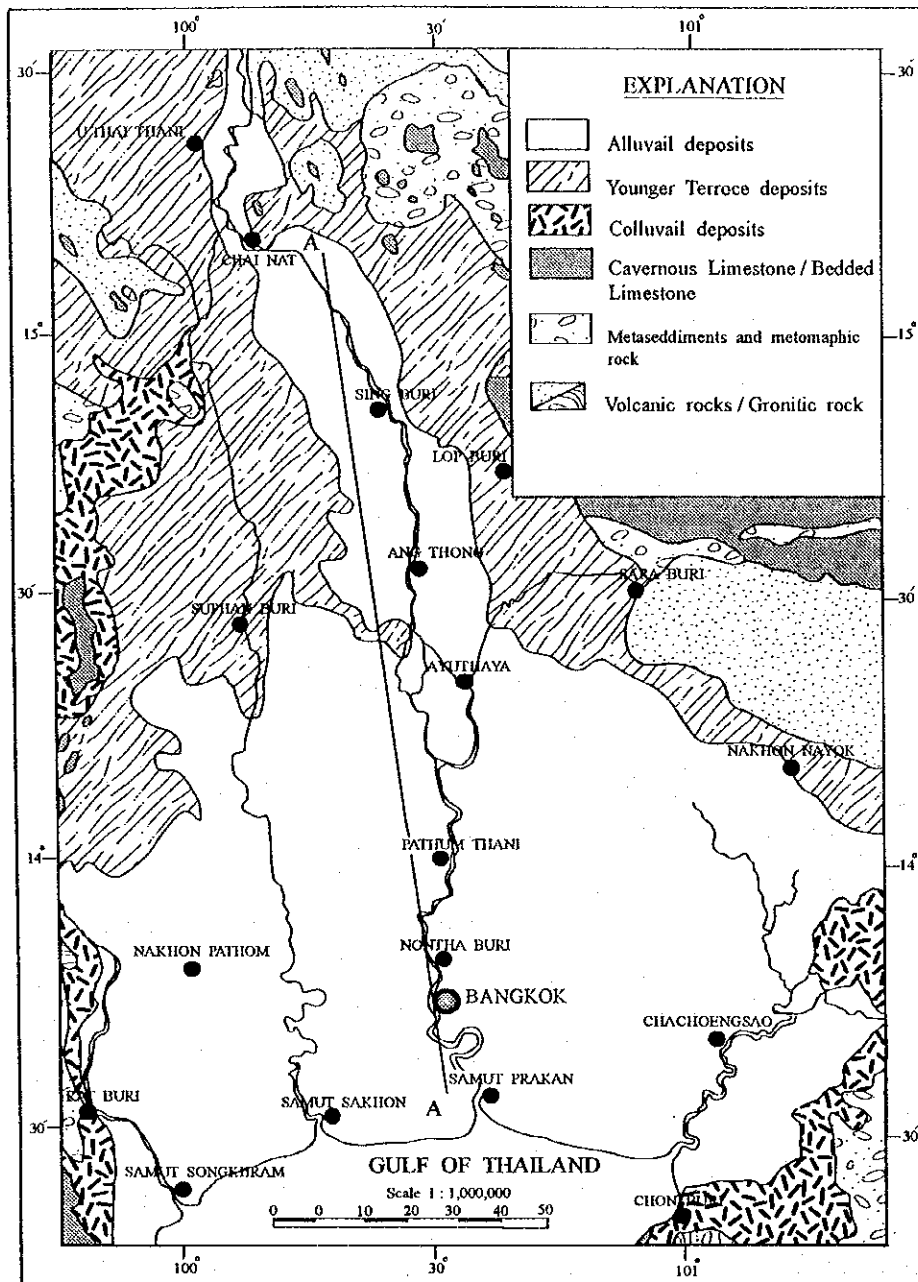 100°
30′
101°
30′
30′
EXPLANATION
Alluvail deposits
Younger Terroce deposits
Colluvail deposits
Cavernous Limestone / Bedded
Limestone
Metaseddiments and metomaphic
rock
Volcanic rocks / Gronitic rock
UTHAI THANI
CHAI NAT
A
15°
15°
SING BURI
LOP BURI
ANG THONG
SARA BURI
30′
30′
SUPHAN BURI
AYUTHAYA
NAKHON NAYOK
14°
14°
PATHUM THANI
NAKHON PATHOM
NONTHA BURI
BANGKOK
CHACHOENGSAO
SAMUT PRAKAN
A
SAMUT SAKHON
30′
30′
SAMUT SONGKHRAM
GULF OF THAILAND
Scale 1 : 1,000,000
0 10 0 10 20 30 40 50
CHONBURI
100°
30′
101°